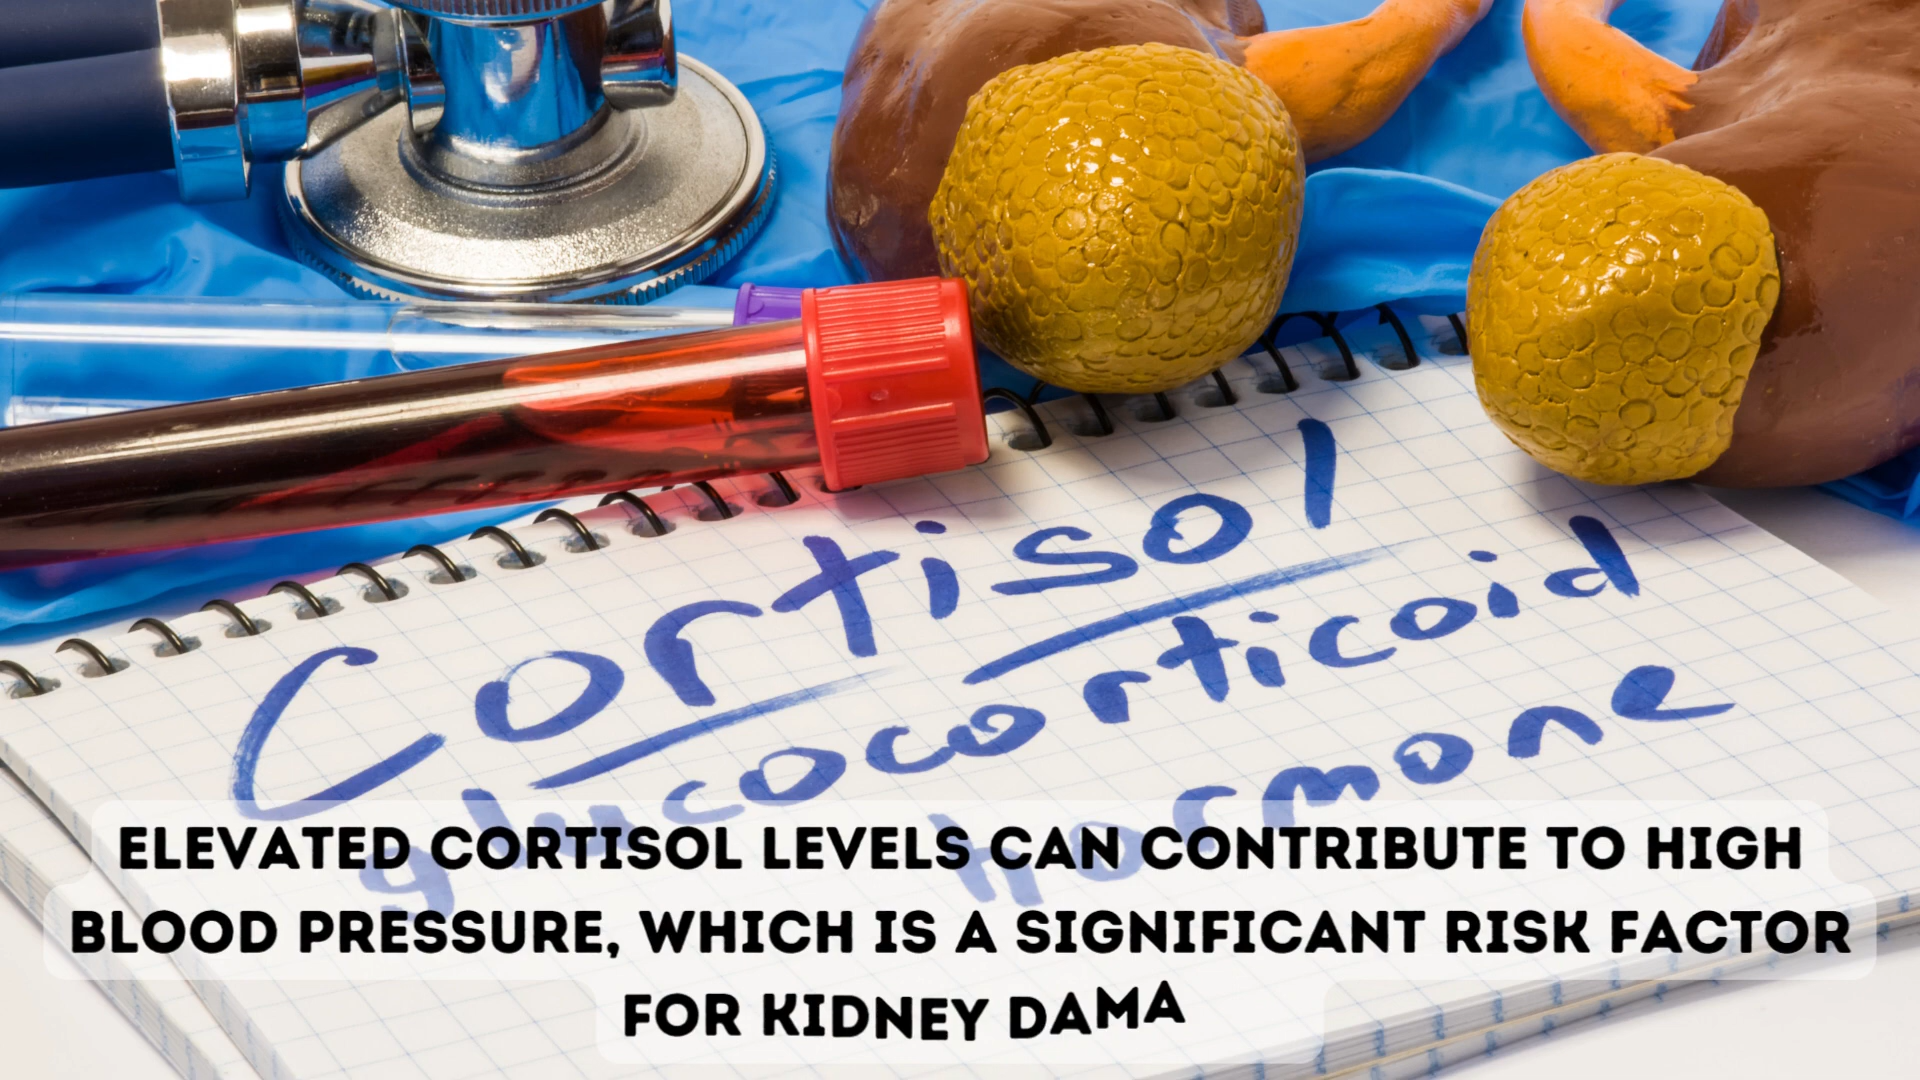 Cortisol
glucocorticoid
hormone
ELEVATED CORTISOL LEVELS CAN CONTRIBUTE TO HIGH
BLOOD PRESSURE, WHICH IS A SIGNIFICANT RISK FACTOR
FOR KIDNEY DAMA